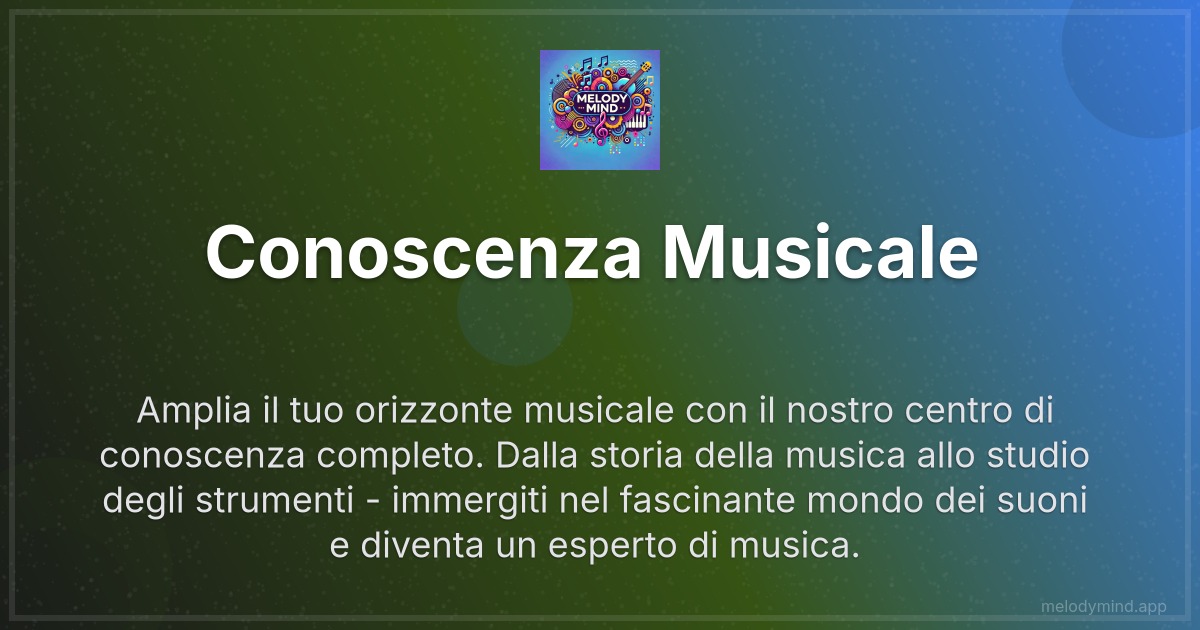 MELODY
MIND
Conoscenza Musicale
Amplia il tuo orizzonte musicale con il nostro centro di
conoscenza completo. Dalla storia della musica allo studio
degli strumenti - immergiti nel fascinante mondo dei suoni
e diventa un esperto di musica.
melodymind.app